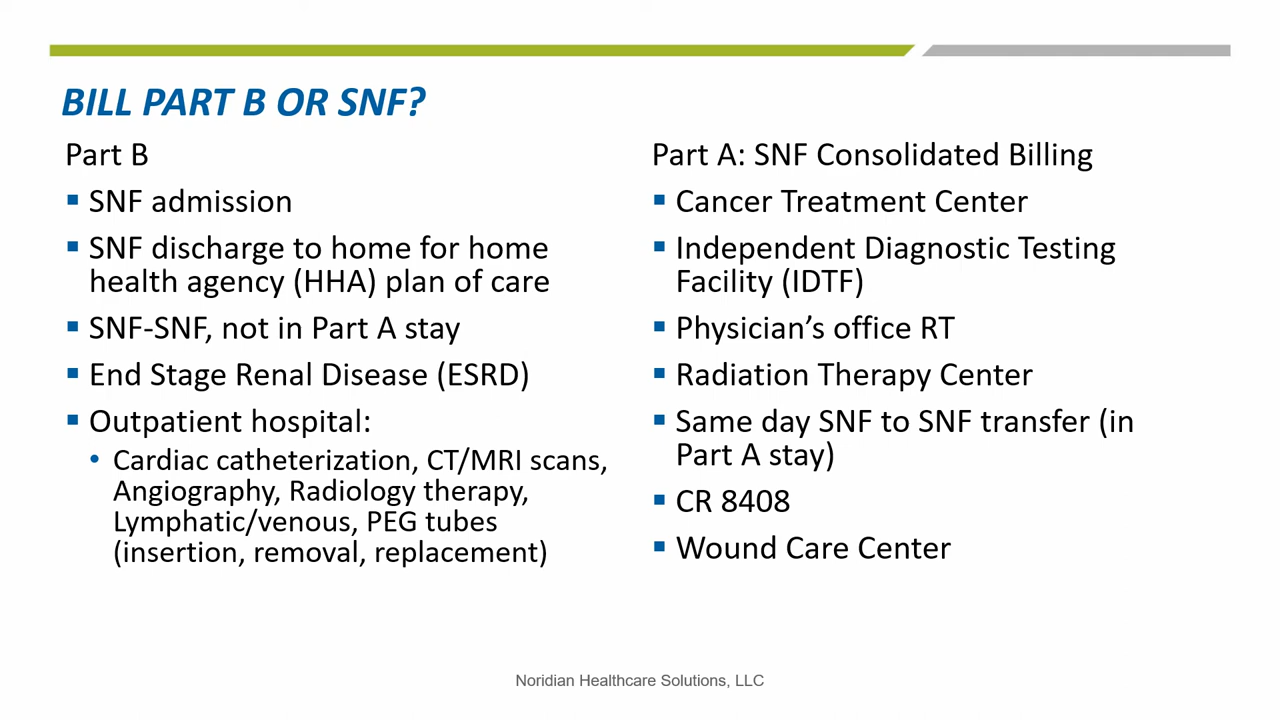 BILL PART B OR SNF?
Part B
▪ SNF admission
▪ SNF discharge to home for home
health agency (HHA) plan of care
▪ SNF-SNF, not in Part A stay
▪ End Stage Renal Disease (ESRD)
▪ Outpatient hospital:
• Cardiac catheterization, CT/MRI scans,
Angiography, Radiology therapy,
Lymphatic/venous, PEG tubes
(insertion, removal, replacement)
Part A: SNF Consolidated Billing
▪ Cancer Treatment Center
▪ Independent Diagnostic Testing
Facility (IDTF)
▪ Physician’s office RT
▪ Radiation Therapy Center
▪ Same day SNF to SNF transfer (in
Part A stay)
▪ CR 8408
▪ Wound Care Center
Noridian Healthcare Solutions, LLC